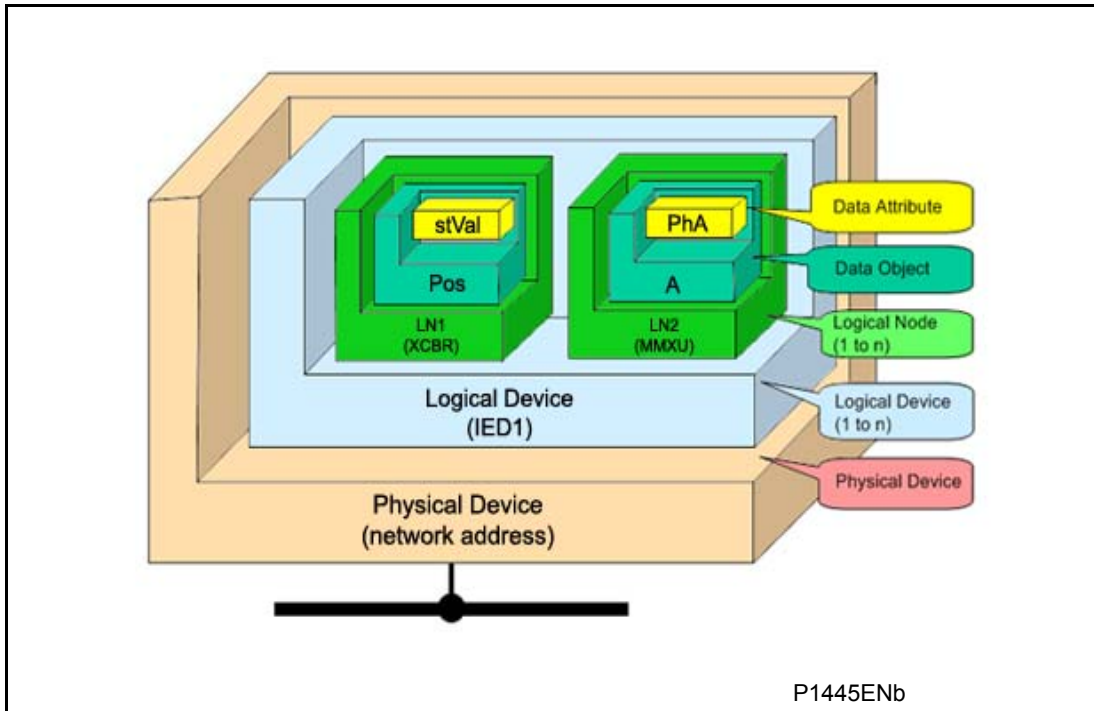 stVal
Pos
LN1
(XCBR)
PhA
A
LN2
(MMXU)
Logical Device
(IED1)
Physical Device
(network address)
Data Attribute
Data Object
Logical Node
(1 to n)
Logical Device
(1 to n)
Physical Device
P1445ENb